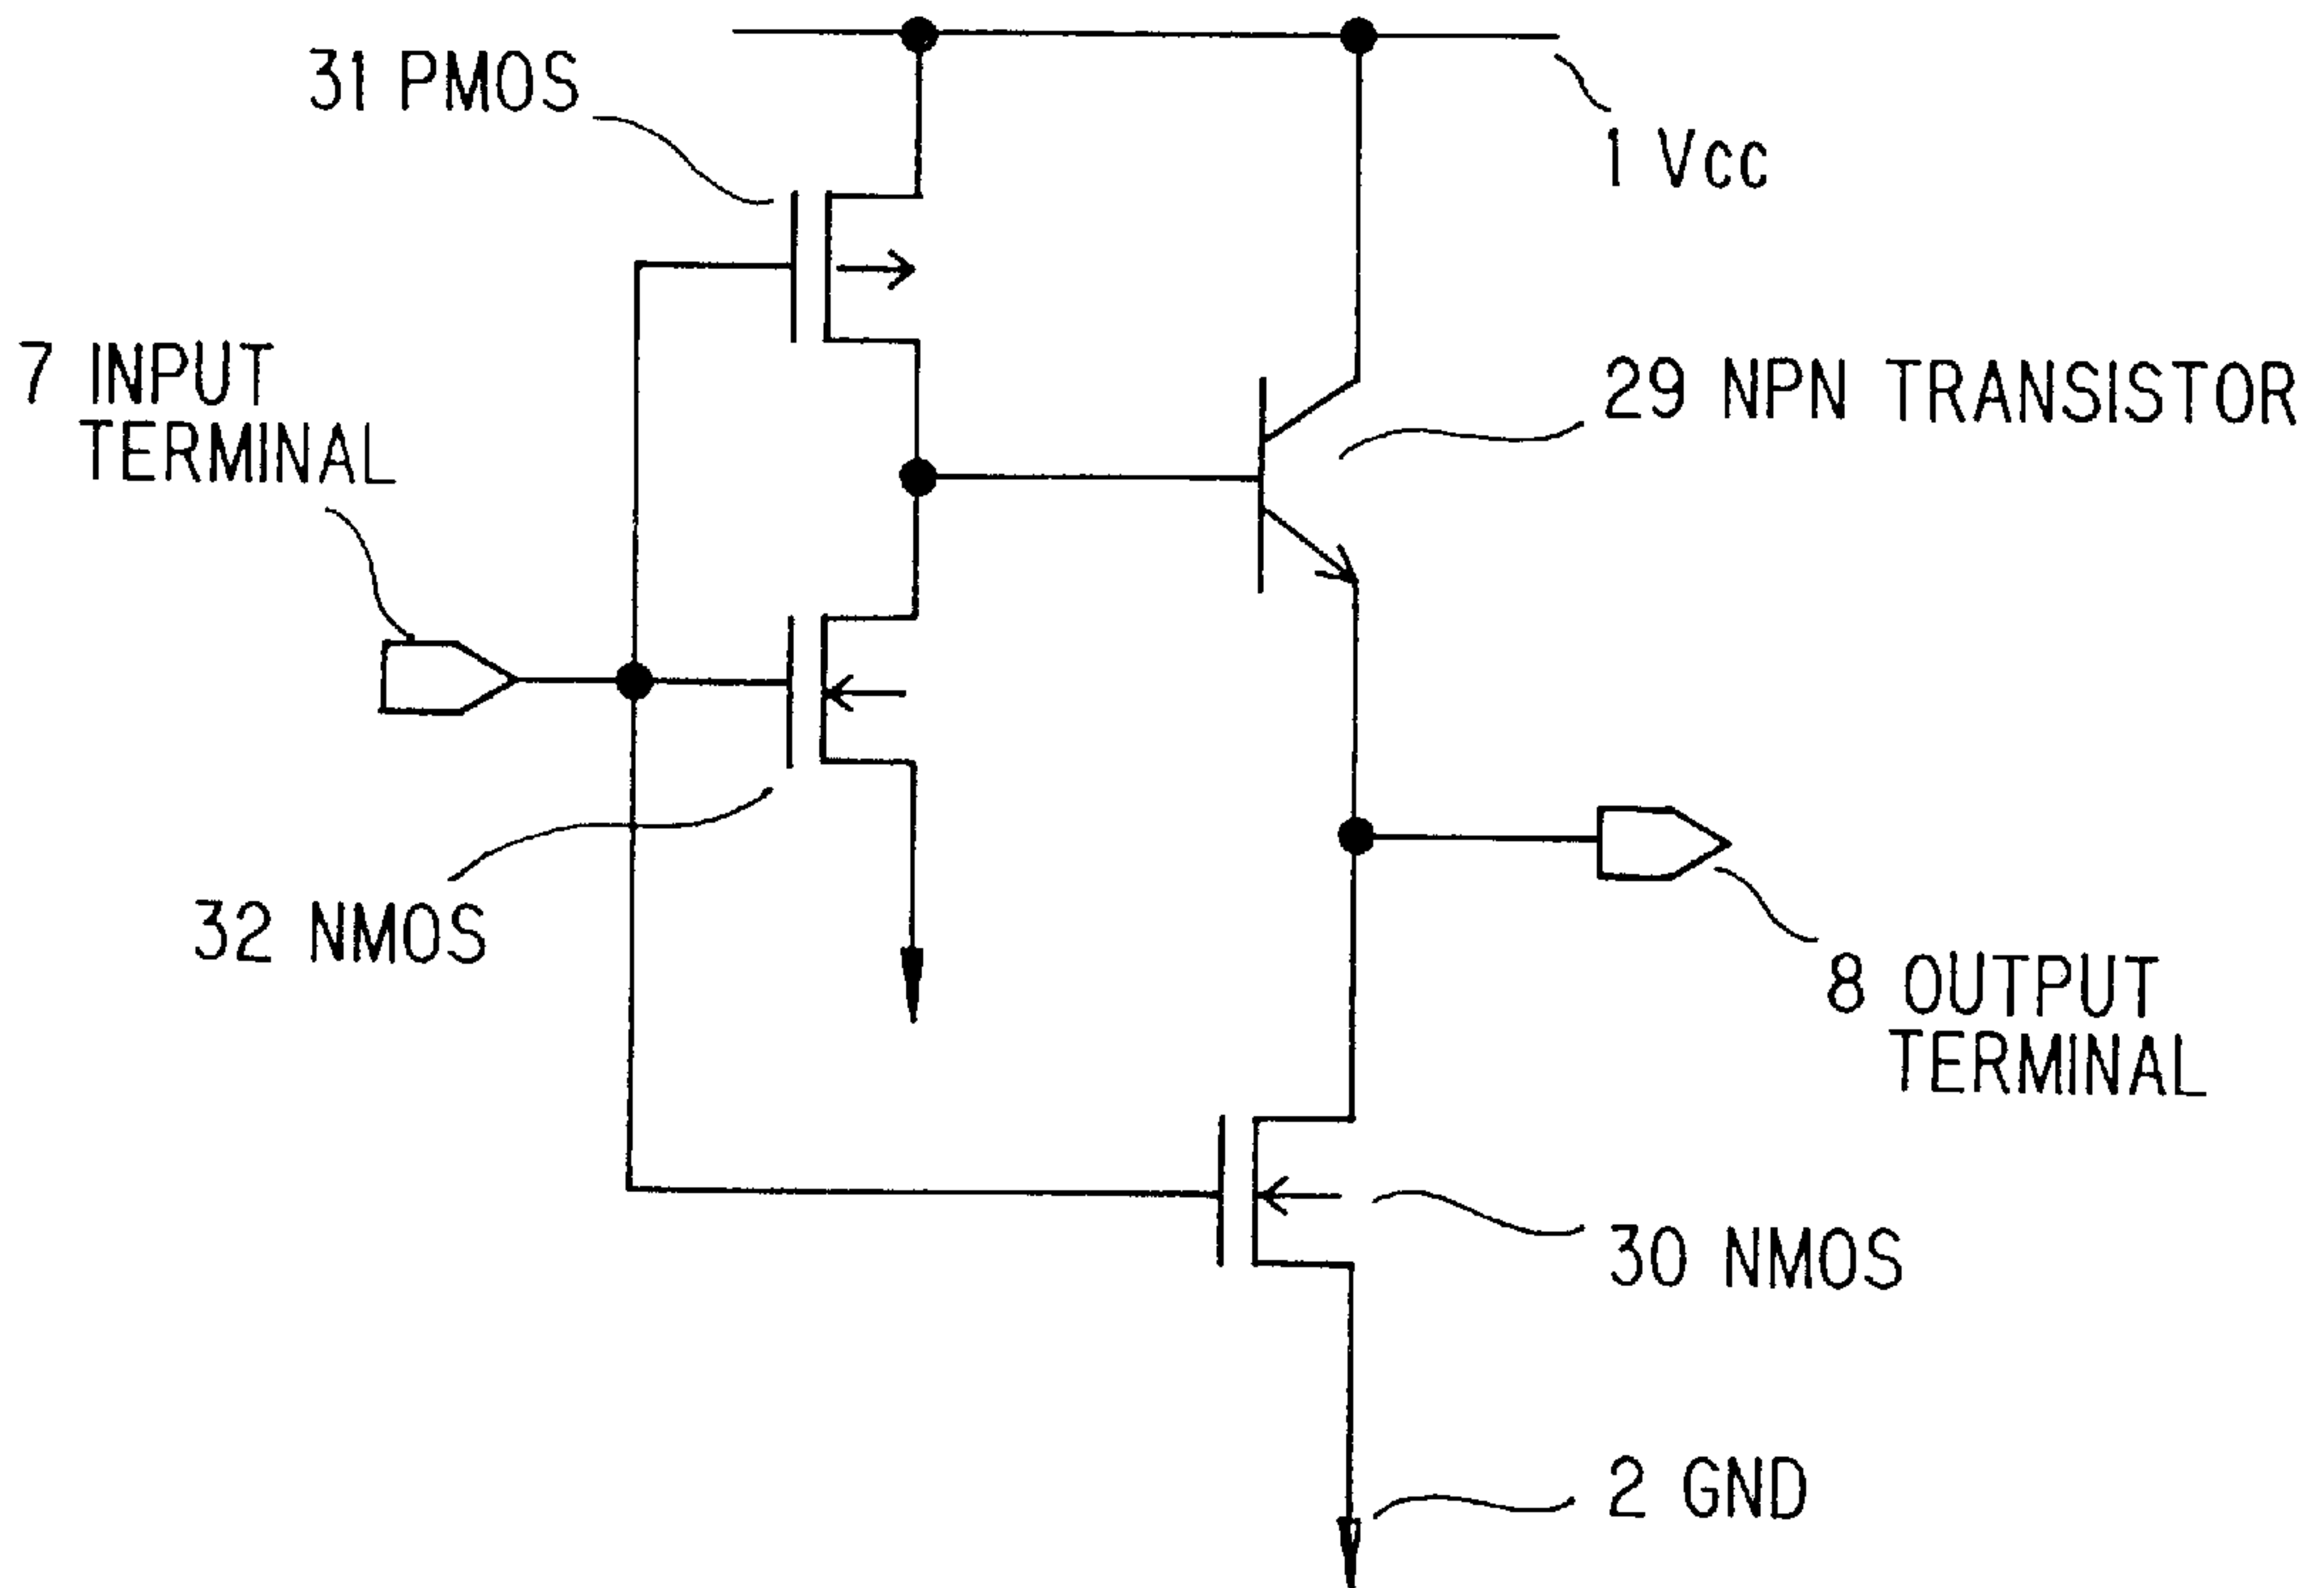 31 PMOS
1 Vcc
7 INPUT
TERMINAL
29 NPN TRANSISTOR
32 NMOS
8 OUTPUT
TERMINAL
30 NMOS
2 GND